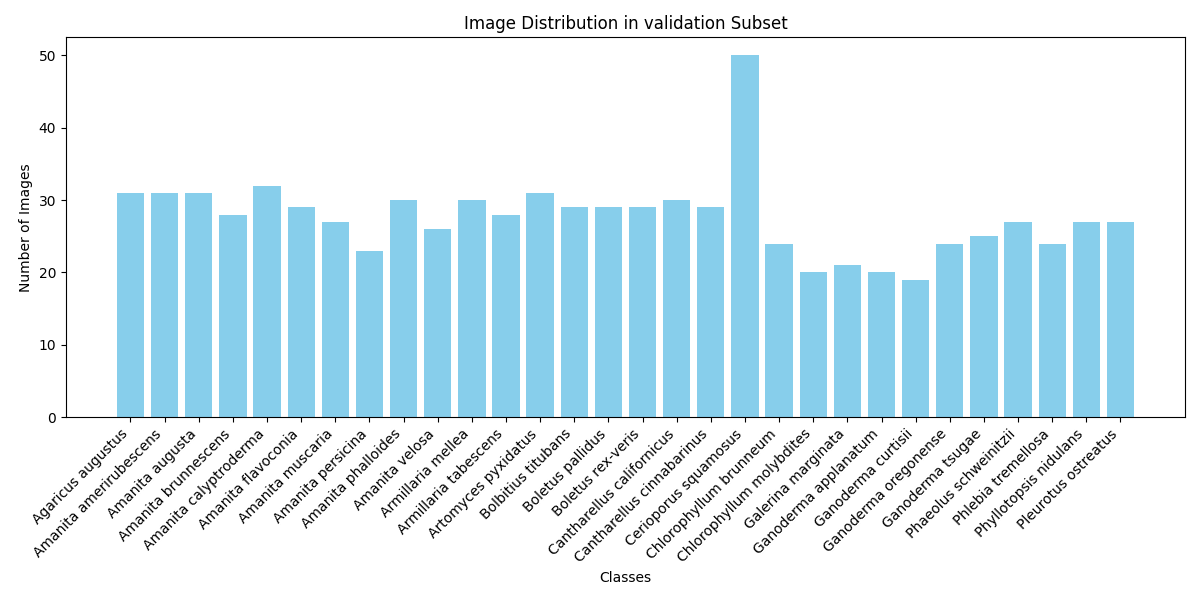 Image Distribution in validation Subset
Number of Images
50
40
30
20
10
0
Agaricus augustus
Amanita amerirubescens
Amanita augusta
Amanita brunnescens
Amanita calyptroderma
Amanita flavoconia
Amanita muscaria
Amanita persicina
Amanita phalloides
Amanita velosa
Armillaria mellea
Armillaria tabescens
Artomyces pyxidatus
Bolbitius titubans
Boletus pallidus
Boletus rex-veris
Cantharellus californicus
Cantharellus cinnabarinus
Cerioporus squamosus
Chlorophyllum brunneum
Chlorophyllum molybdites
Galerina marginata
Ganoderma applanatum
Ganoderma curtisii
Ganoderma oregonense
Ganoderma tsugae
Phaeolus schweinitzii
Phlebia tremellosa
Phyllotopsis nidulans
Pleurotus ostreatus
Classes